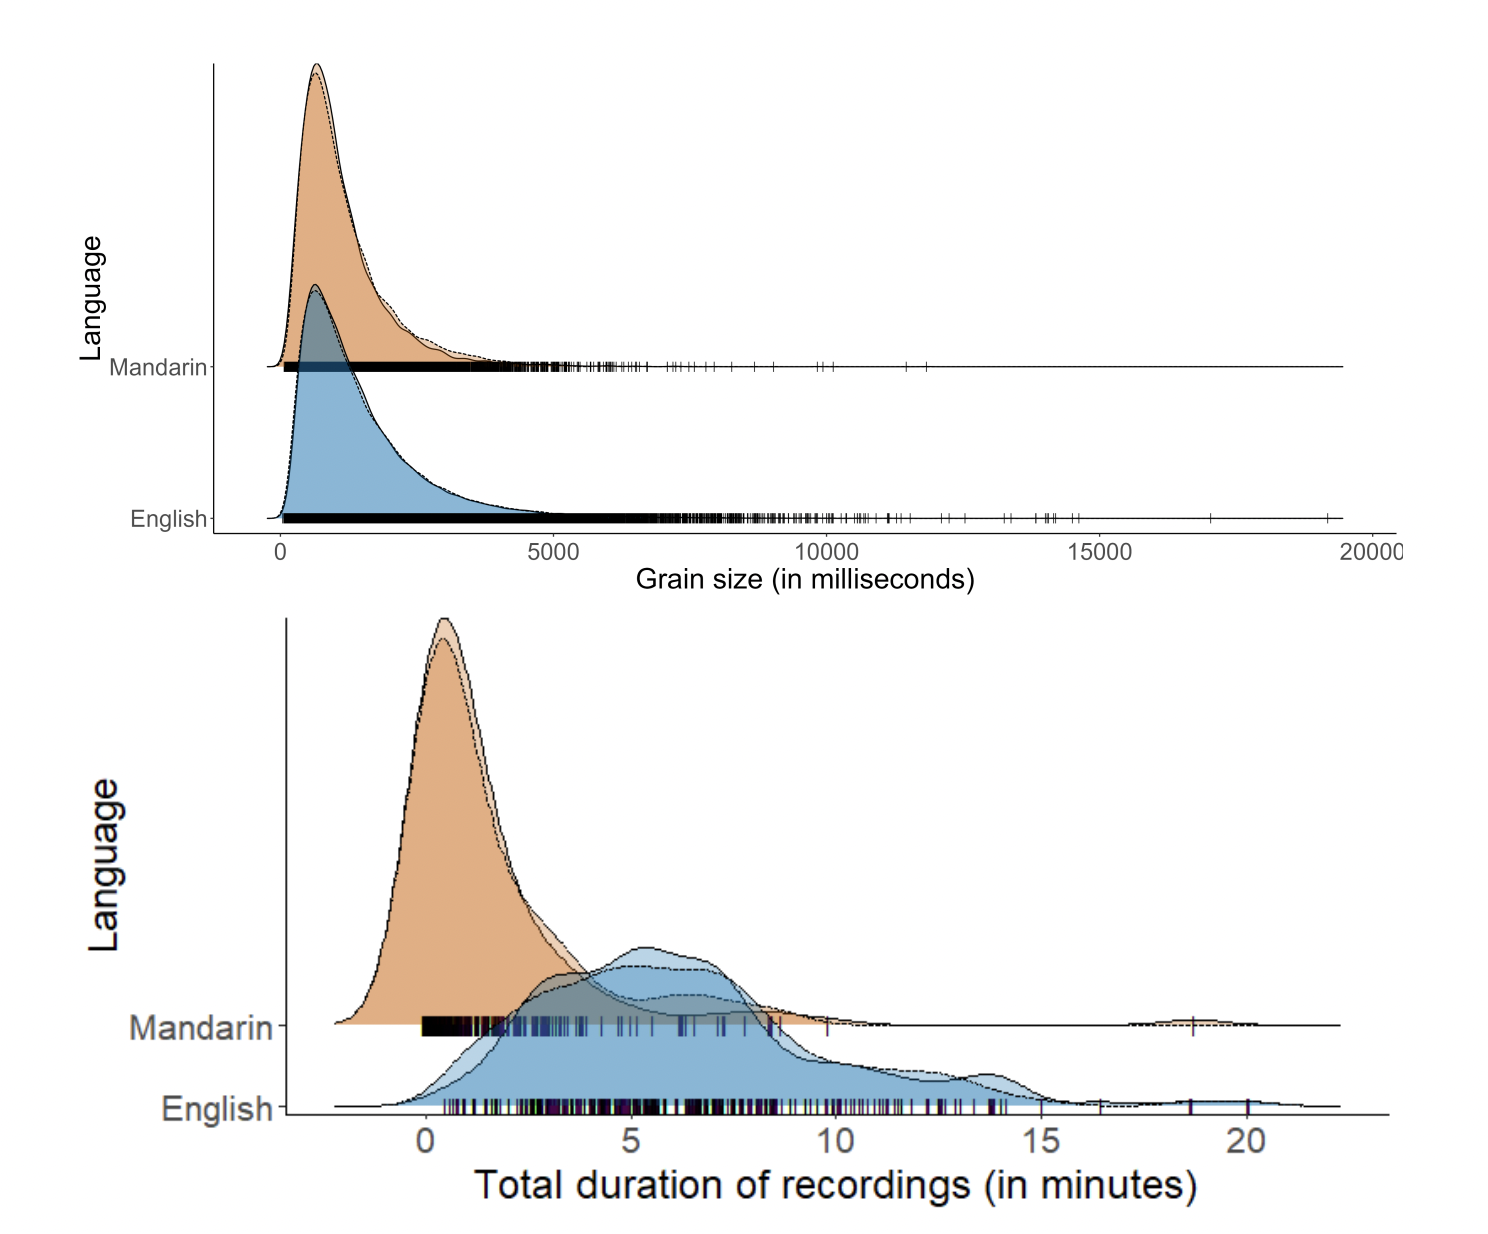 Language
Mandarin
English
0 5000 10000 15000 20000
Grain size (in milliseconds)
Language
Mandarin
English
0 5 10 15 20
Total duration of recordings (in minutes)